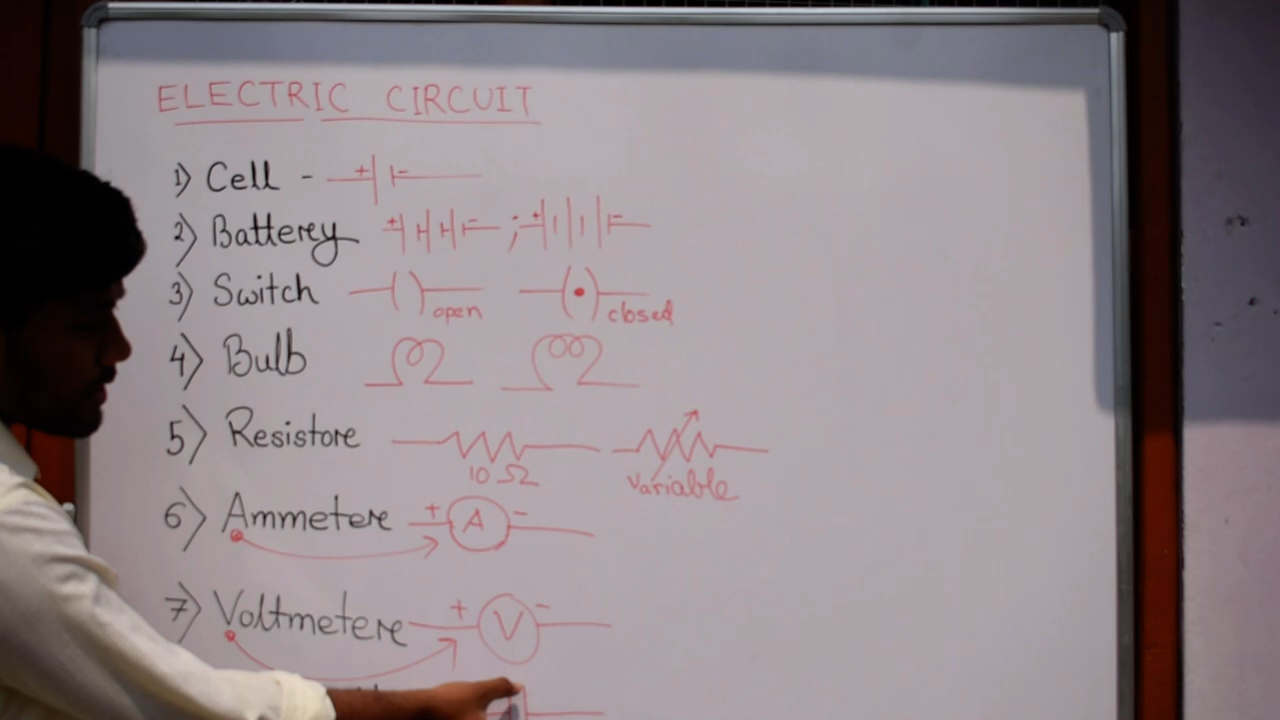 ELECTRIC CIRCUIT
1) Cell - + -
2) Batterey + - ; + -
3) Switch open closed
4) Bulb
5) Resistore 10 Ω variable
6) Ammetere + A -
7) Voltmetere + V -